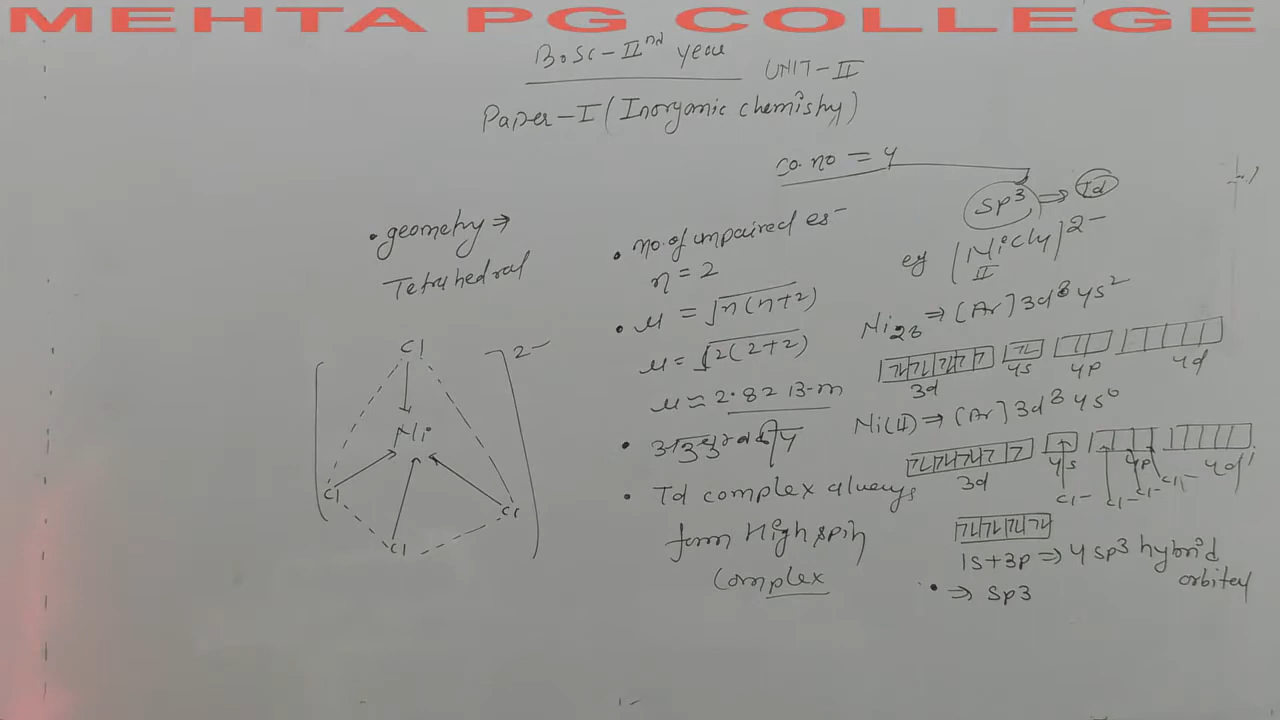 MEHTA PG COLLEGE
B.Sc-IInd year
UNIT-II
Paper-I (Inorganic chemistry)
co.no = 4
sp3 ⇒ Td
eg [NiCl4]2-
II
Ni28 ⇒ [Ar] 3d8 4s2
3d 4s 4p 4d
Ni(II) ⇒ [Ar] 3d8 4s0
3d 4s 4p 4d
Cl- Cl- Cl- Cl-
1s+3p ⇒ 4 sp3 hybrid
orbital
• ⇒ sp3
• no. of unpaired es-
n = 2
• μ = √n(n+2)
μ = √2(2+2)
μ = 2.82 B.m
• अनुचुम्बकीय
• Td complex always
form High spin
complex
• geometry ⇒
Tetrahedral
Cl 2-
Ni
Cl Cl
Cl